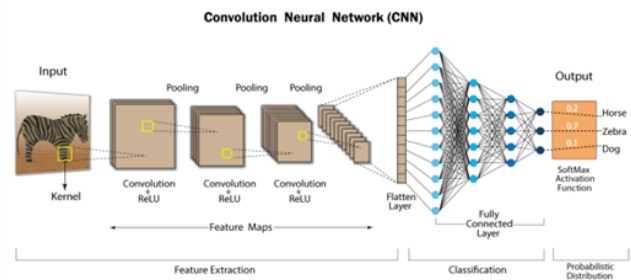 Convolution Neural Network (CNN)
Input
Output
Pooling
Pooling
Pooling
0.2
Horse
0.7
Zebra
0.1
Dog
SoftMax
Activation
Function
Kernel
Convolution
+
ReLU
Convolution
+
ReLU
Convolution
+
ReLU
Flatten
Layer
Fully
Connected
Layer
Feature Maps
Feature Extraction
Classification
Probabilistic
Distribution